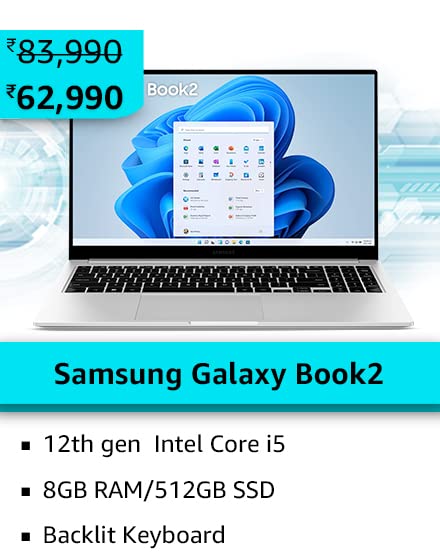 ₹83,990
₹62,990
Book2
SAMSUNG
Samsung Galaxy Book2
▪ 12th gen Intel Core i5
▪ 8GB RAM/512GB SSD
▪ Backlit Keyboard